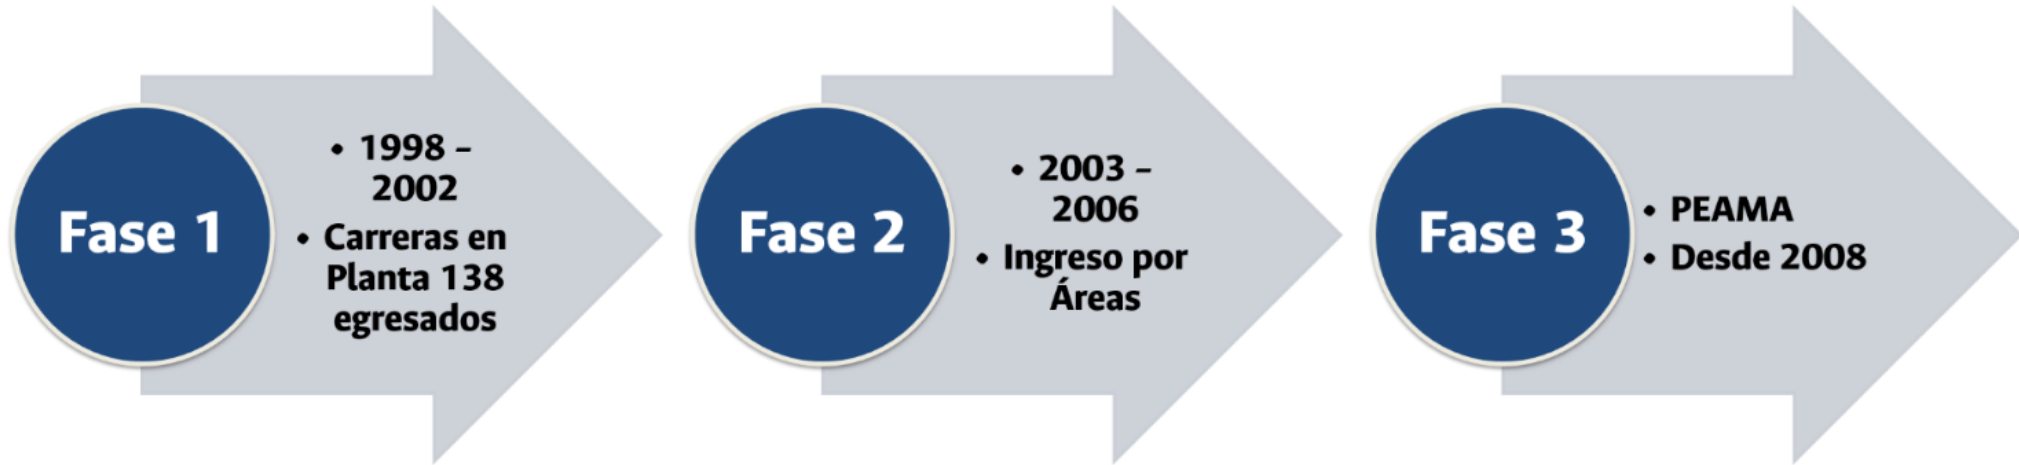 Fase 1
• 1998 –
2002
• Carreras en
Planta 138
egresados
Fase 2
• 2003 –
2006
• Ingreso por
Áreas
Fase 3
• PEAMA
• Desde 2008